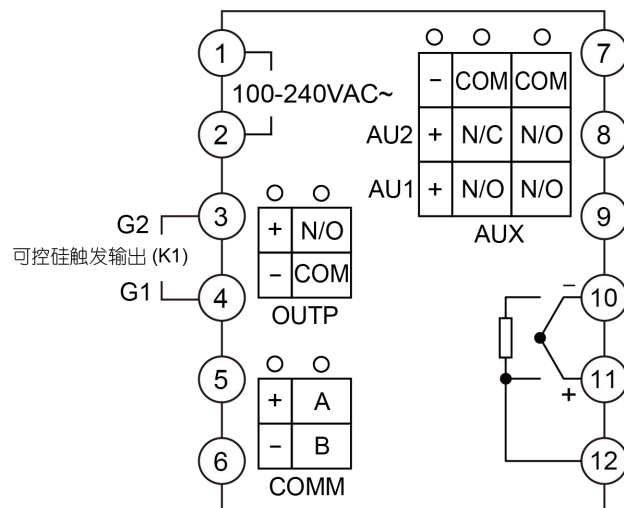 1
100-240VAC~
2
G2
3
可控硅触发输出 (K1)
G1
4
+ N/O
− COM
OUTP
5
6
+ A
− B
COMM
− COM COM
AU2 + N/C N/O
AU1 + N/O N/O
AUX
7
8
9
−
10
11
+
12